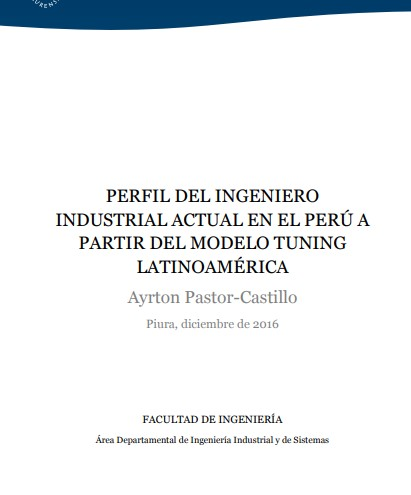 PERFIL DEL INGENIERO
INDUSTRIAL ACTUAL EN EL PERÚ A
PARTIR DEL MODELO TUNING
LATINOAMÉRICA
Ayrton Pastor-Castillo
Piura, diciembre de 2016
FACULTAD DE INGENIERÍA
Área Departamental de Ingeniería Industrial y de Sistemas